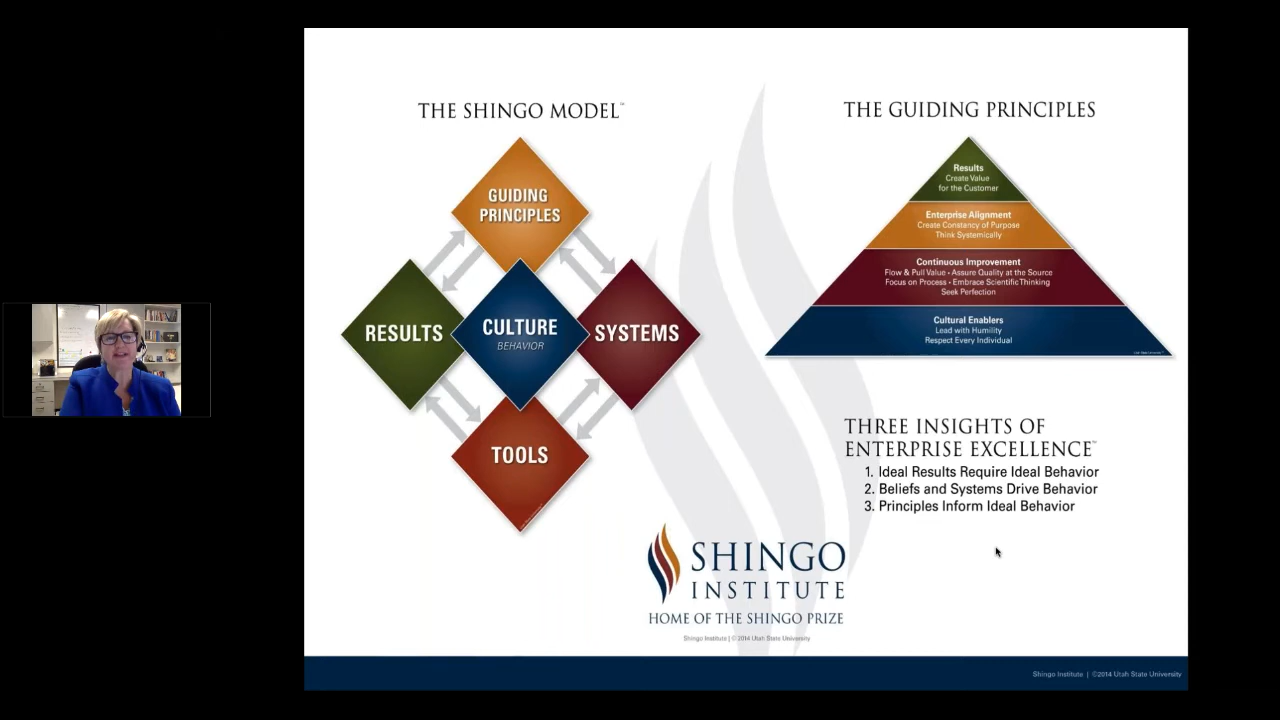 THE SHINGO MODEL™
GUIDING
PRINCIPLES
RESULTS
CULTURE
BEHAVIOR
SYSTEMS
TOOLS
THE GUIDING PRINCIPLES
Results
Create Value
for the Customer
Enterprise Alignment
Create Constancy of Purpose
Think Systemically
Continuous Improvement
Flow & Pull Value • Assure Quality at the Source
Focus on Process • Embrace Scientific Thinking
Seek Perfection
Cultural Enablers
Lead with Humility
Respect Every Individual
THREE INSIGHTS OF
ENTERPRISE EXCELLENCE™
1. Ideal Results Require Ideal Behavior
2. Beliefs and Systems Drive Behavior
3. Principles Inform Ideal Behavior
SHINGO
INSTITUTE
HOME OF THE SHINGO PRIZE
Shingo Institute | ©2014 Utah State University
Shingo Institute | ©2014 Utah State University